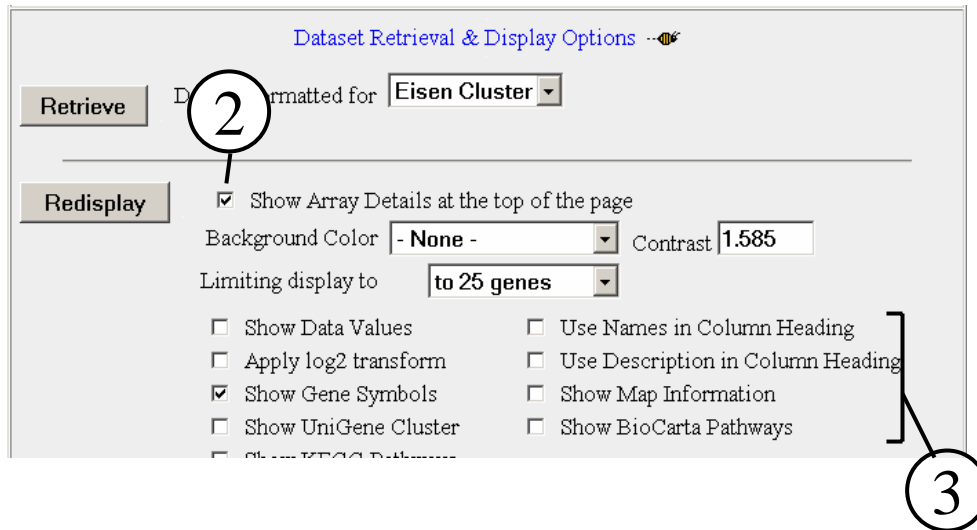 Dataset Retrieval & Display Options
Retrieve
formatted for Eisen Cluster
2
Redisplay
Show Array Details at the top of the page
Background Color - None - Contrast 1.585
Limiting display to to 25 genes
Show Data Values Use Names in Column Heading
Apply log2 transform Use Description in Column Heading
Show Gene Symbols Show Map Information
Show UniGene Cluster Show BioCarta Pathways
Show KEGG Pathways
3